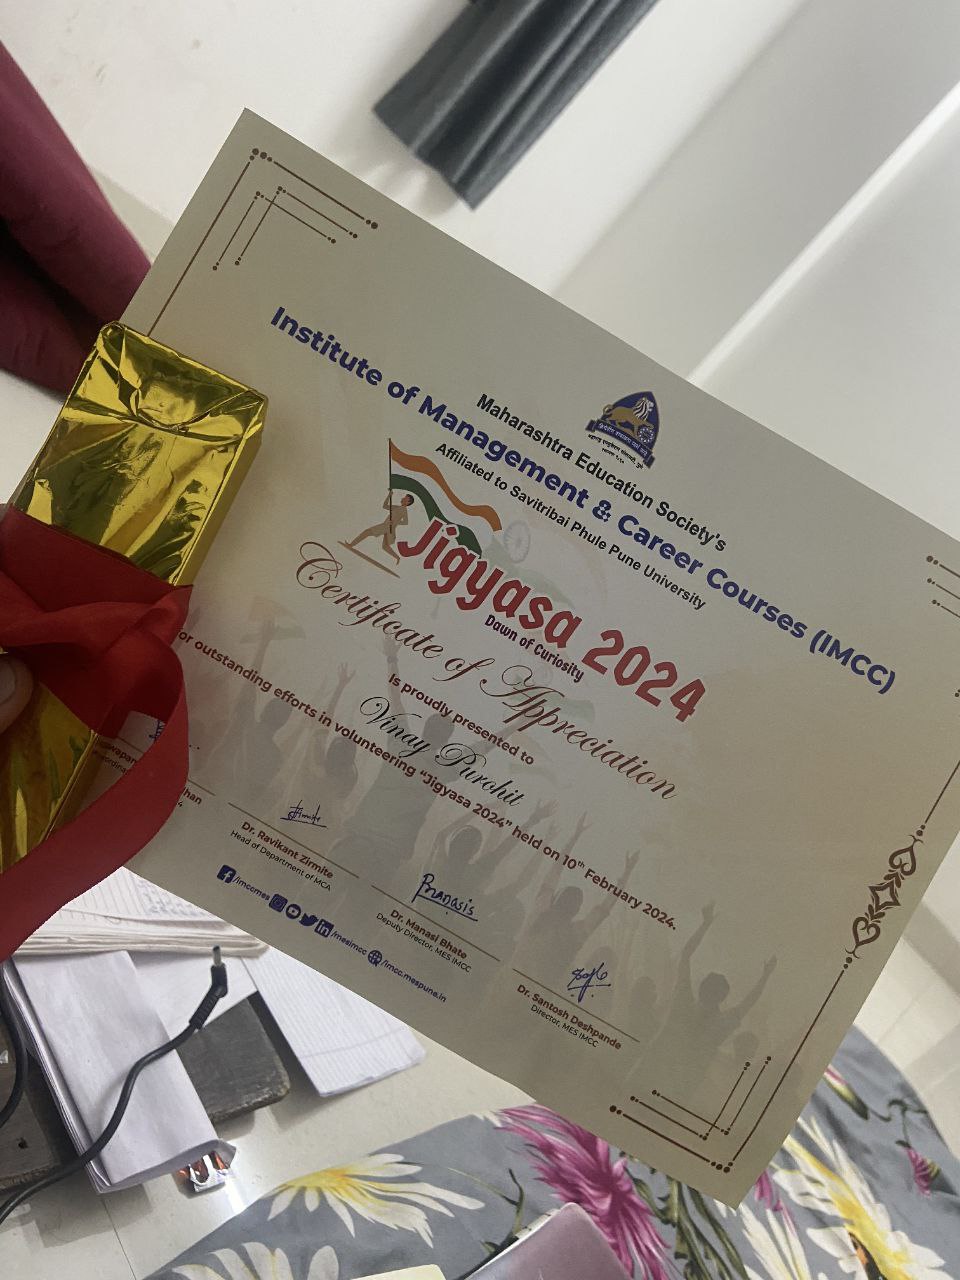 Maharashtra Education Society's
Institute of Management & Career Courses (IMCC)
Affiliated to Savitribai Phule Pune University
Jigyasa 2024
Dawn of Curiosity
Certificate of Appreciation
Is proudly presented to
Vinay Purohit
or outstanding efforts in volunteering "Jigyasa 2024" held on 10th February 2024.
Dr. Ravikant Zirmite
Head of Department of MCA
Dr. Manasi Bhate
Deputy Director, MES IMCC
Dr. Santosh Deshpande
Director, MES IMCC
/imccmes
/mesimcc
/imcc.mespune.in